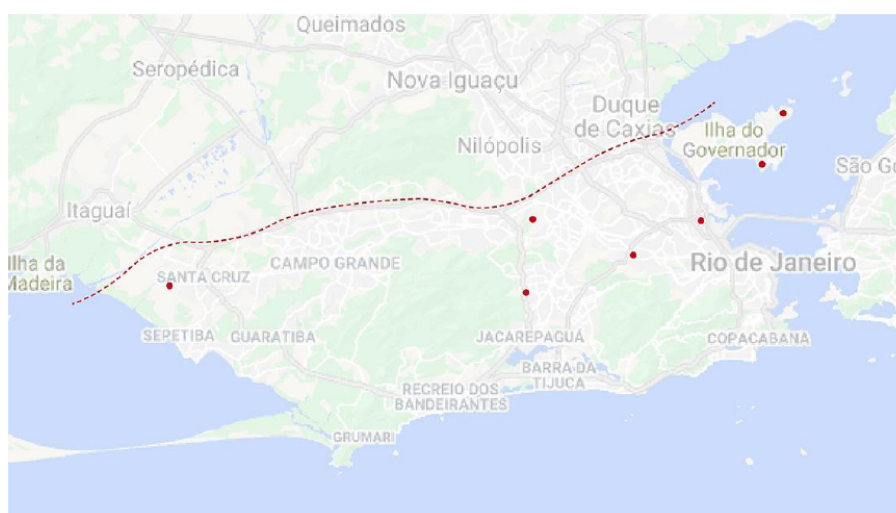 Queimados
Seropédica
Nova Iguaçu
Duque
de Caxias
Ilha do
Governador
Nilópolis
São Go
Itaguaí
Ilha da
Madeira
SANTA CRUZ
CAMPO GRANDE
Rio de Janeiro
SEPETIBA
GUARATIBA
JACAREPAGUÁ
COPACABANA
BARRA DA
TIJUCA
RECREIO DOS
BANDEIRANTES
GRUMARI